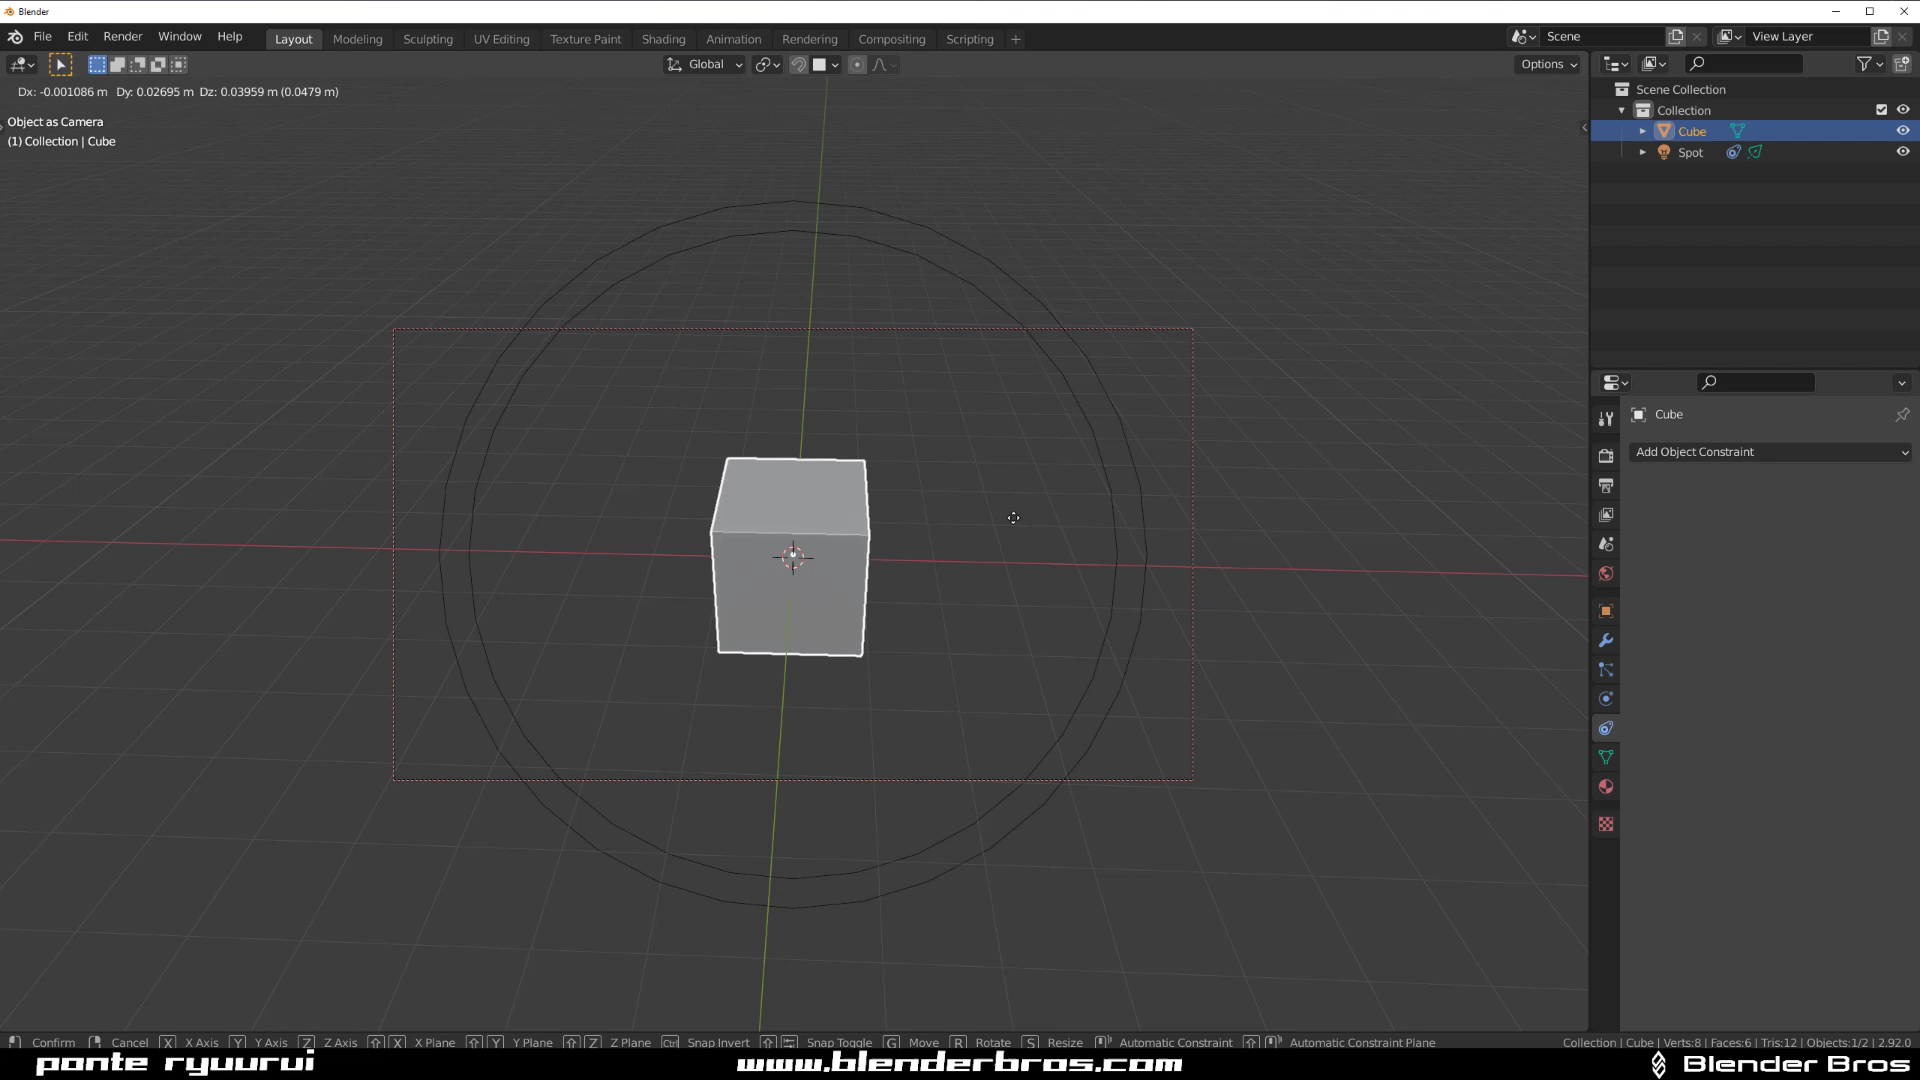 Blender
File Edit Render Window Help
Layout Modeling Sculpting UV Editing Texture Paint Shading Animation Rendering Compositing Scripting +
Scene
View Layer
Global
Options
Dx: -0.001086 m Dy: 0.02695 m Dz: 0.03959 m (0.0479 m)
Object as Camera
(1) Collection | Cube
Scene Collection
Collection
Cube
Spot
Cube
Add Object Constraint
Confirm Cancel X X Axis Y Y Axis Z Z Axis X X Plane Y Y Plane Z Z Plane Ctrl Snap Invert Snap Toggle G Move R Rotate S Resize Automatic Constraint Automatic Constraint Plane
Collection | Cube | Verts:8 | Faces:6 | Tris:12 | Objects:1/2 | 2.92.0
ponte ryuurui
www.blenderbros.com
Blender Bros